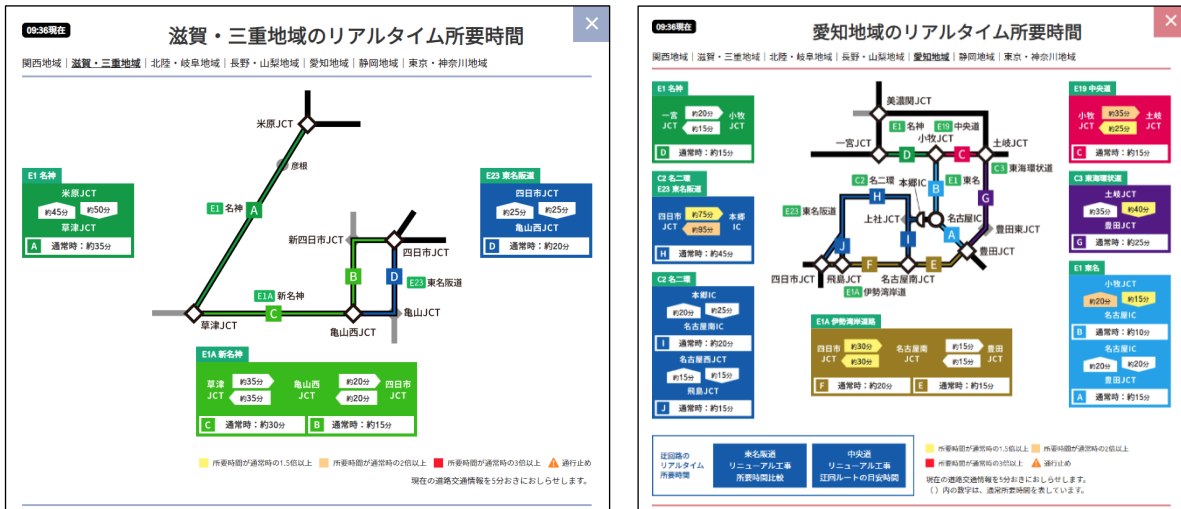 09:36現在
滋賀・三重地域のリアルタイム所要時間
×
関西地域｜滋賀・三重地域｜北陸・岐阜地域｜長野・山梨地域｜愛知地域｜静岡地域｜東京・神奈川地域
米原JCT
彦根
E1 名神
米原JCT
約45分 約50分
草津JCT
A 通常時：約35分
E23 東名阪道
四日市JCT
約25分 約25分
亀山西JCT
D 通常時：約20分
E1 名神 A
新四日市JCT
四日市JCT
B D
E23 東名阪道
E1A 新名神
C
草津JCT
亀山西JCT
亀山JCT
E1A 新名神
草津JCT 約35分 約35分 亀山西JCT 約20分 約20分 四日市JCT
C 通常時：約30分 B 通常時：約15分
所要時間が通常時の1.5倍以上 所要時間が通常時の2倍以上 所要時間が通常時の3倍以上 通行止め
現在の道路交通情報を5分おきにおしらせします。
09:36現在
愛知地域のリアルタイム所要時間
×
関西地域｜滋賀・三重地域｜北陸・岐阜地域｜長野・山梨地域｜愛知地域｜静岡地域｜東京・神奈川地域
E1 名神
一宮JCT 約20分 約15分 小牧JCT
D 通常時：約15分
C2 名二環
E23 東名阪道
四日市JCT 約75分 約95分 本郷IC
H 通常時：約45分
C2 名二環
本郷IC
約20分 約25分
名古屋南IC
I 通常時：約20分
名古屋西JCT
約15分 約15分
飛島JCT
J 通常時：約15分
美濃関JCT
E1 名神 E19 中央道
一宮JCT 小牧JCT 土岐JCT
D C
C3 東海環状道
C2 名二環 本郷IC E1 東名
H B
E23 東名阪道 上社JCT 名古屋IC G
A 豊田東JCT
J I 豊田JCT
F E
四日市JCT 飛島JCT 名古屋南JCT
E1A 伊勢湾岸道
E1A 伊勢湾岸道路
四日市JCT 約30分 約30分 名古屋南JCT 約15分 約15分 豊田JCT
F 通常時：約20分 E 通常時：約15分
E19 中央道
小牧JCT 約35分 約25分 土岐JCT
C 通常時：約15分
C3 東海環状道
土岐JCT
約35分 約40分
豊田JCT
G 通常時：約25分
E1 東名
小牧JCT
約20分 約15分
名古屋IC
B 通常時：約10分
名古屋IC
約20分 約20分
豊田JCT
A 通常時：約15分
迂回路の
リアルタイム
所要時間
東名阪道
リニューアル工事
所要時間比較
中央道
リニューアル工事
迂回ルートの目安時間
所要時間が通常時の1.5倍以上 所要時間が通常時の2倍以上
所要時間が通常時の3倍以上 通行止め
現在の道路交通情報を5分おきにおしらせします。
（ ）内の数字は、通常所要時間を表しています。